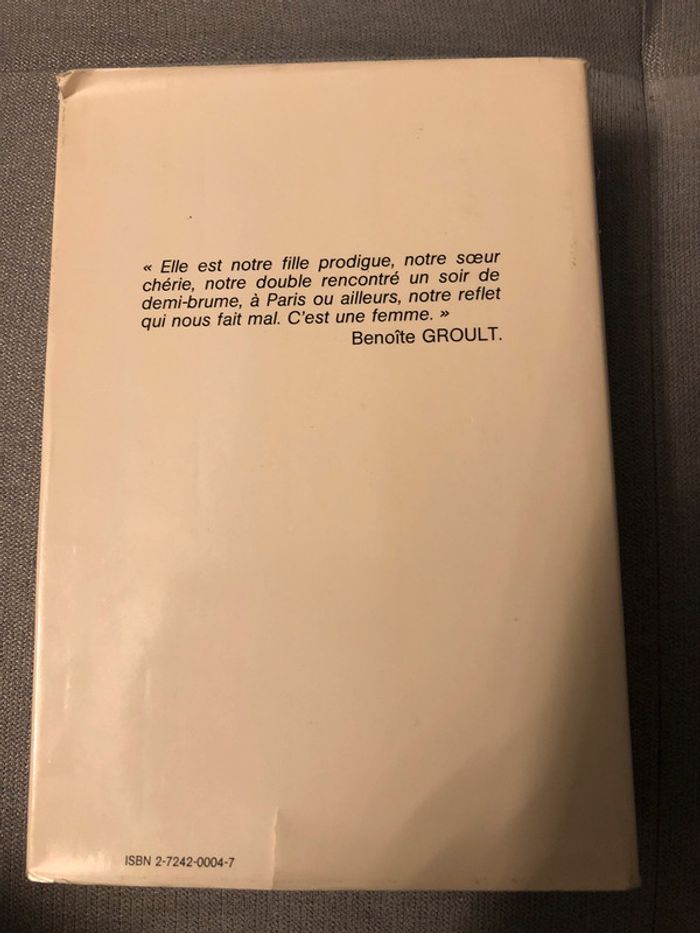 « Elle est notre fille prodigue, notre sœur
chérie, notre double rencontré un soir de
demi-brume, à Paris ou ailleurs, notre reflet
qui nous fait mal. C'est une femme. »
Benoîte GROULT.
ISBN 2-7242-0004-7